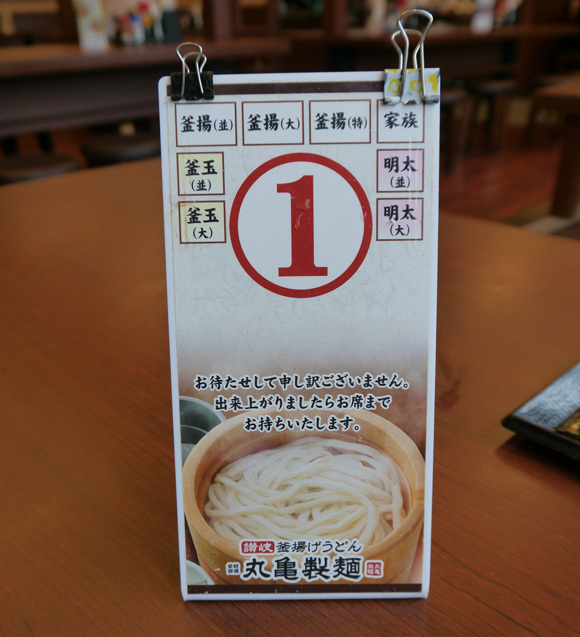 釜揚(並) 釜揚(大) 釜揚(特) 家族
釜玉
(並)
明太
(並)
釜玉
(大)
明太
(大)
1
お待たせして申し訳ございません。
出来上がりましたらお席まで
お持ちいたします。
讃岐 釜揚げうどん
丸亀製麺